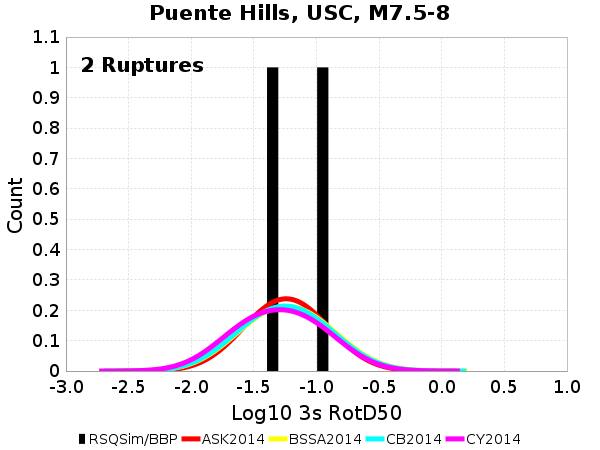 Puente Hills, USC, M7.5-8
2 Ruptures
Count
1.1
1
0.9
0.8
0.7
0.6
0.5
0.4
0.3
0.2
0.1
0
-3.0 -2.5 -2.0 -1.5 -1.0 -0.5 0.0 0.5 1.0
Log10 3s RotD50
RSQSim/BBP ASK2014 BSSA2014 CB2014 CY2014